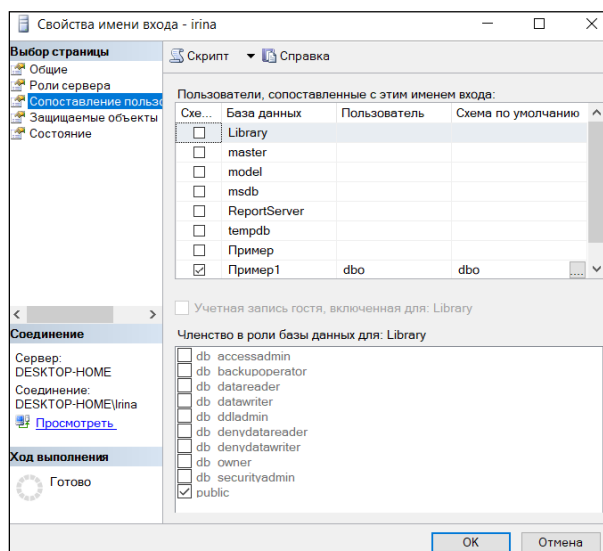 Свойства имени входа - irina
Выбор страницы
Общие
Роли сервера
Сопоставление польз
Защищаемые объекты
Состояние
Скрипт Справка
Пользователи, сопоставленные с этим именем входа:
Схе... База данных Пользователь Схема по умолчанию
Library
master
model
msdb
ReportServer
tempdb
Пример
Пример1 dbo dbo ...
Учетная запись гостя, включенная для: Library
Членство в роли базы данных для: Library
db_accessadmin
db_backupoperator
db_datareader
db_datawriter
db_ddladmin
db_denydatareader
db_denydatawriter
db_owner
db_securityadmin
public
Соединение
Сервер:
DESKTOP-HOME
Соединение:
DESKTOP-HOME\Irina
Просмотреть
Ход выполнения
Готово
OK Отмена